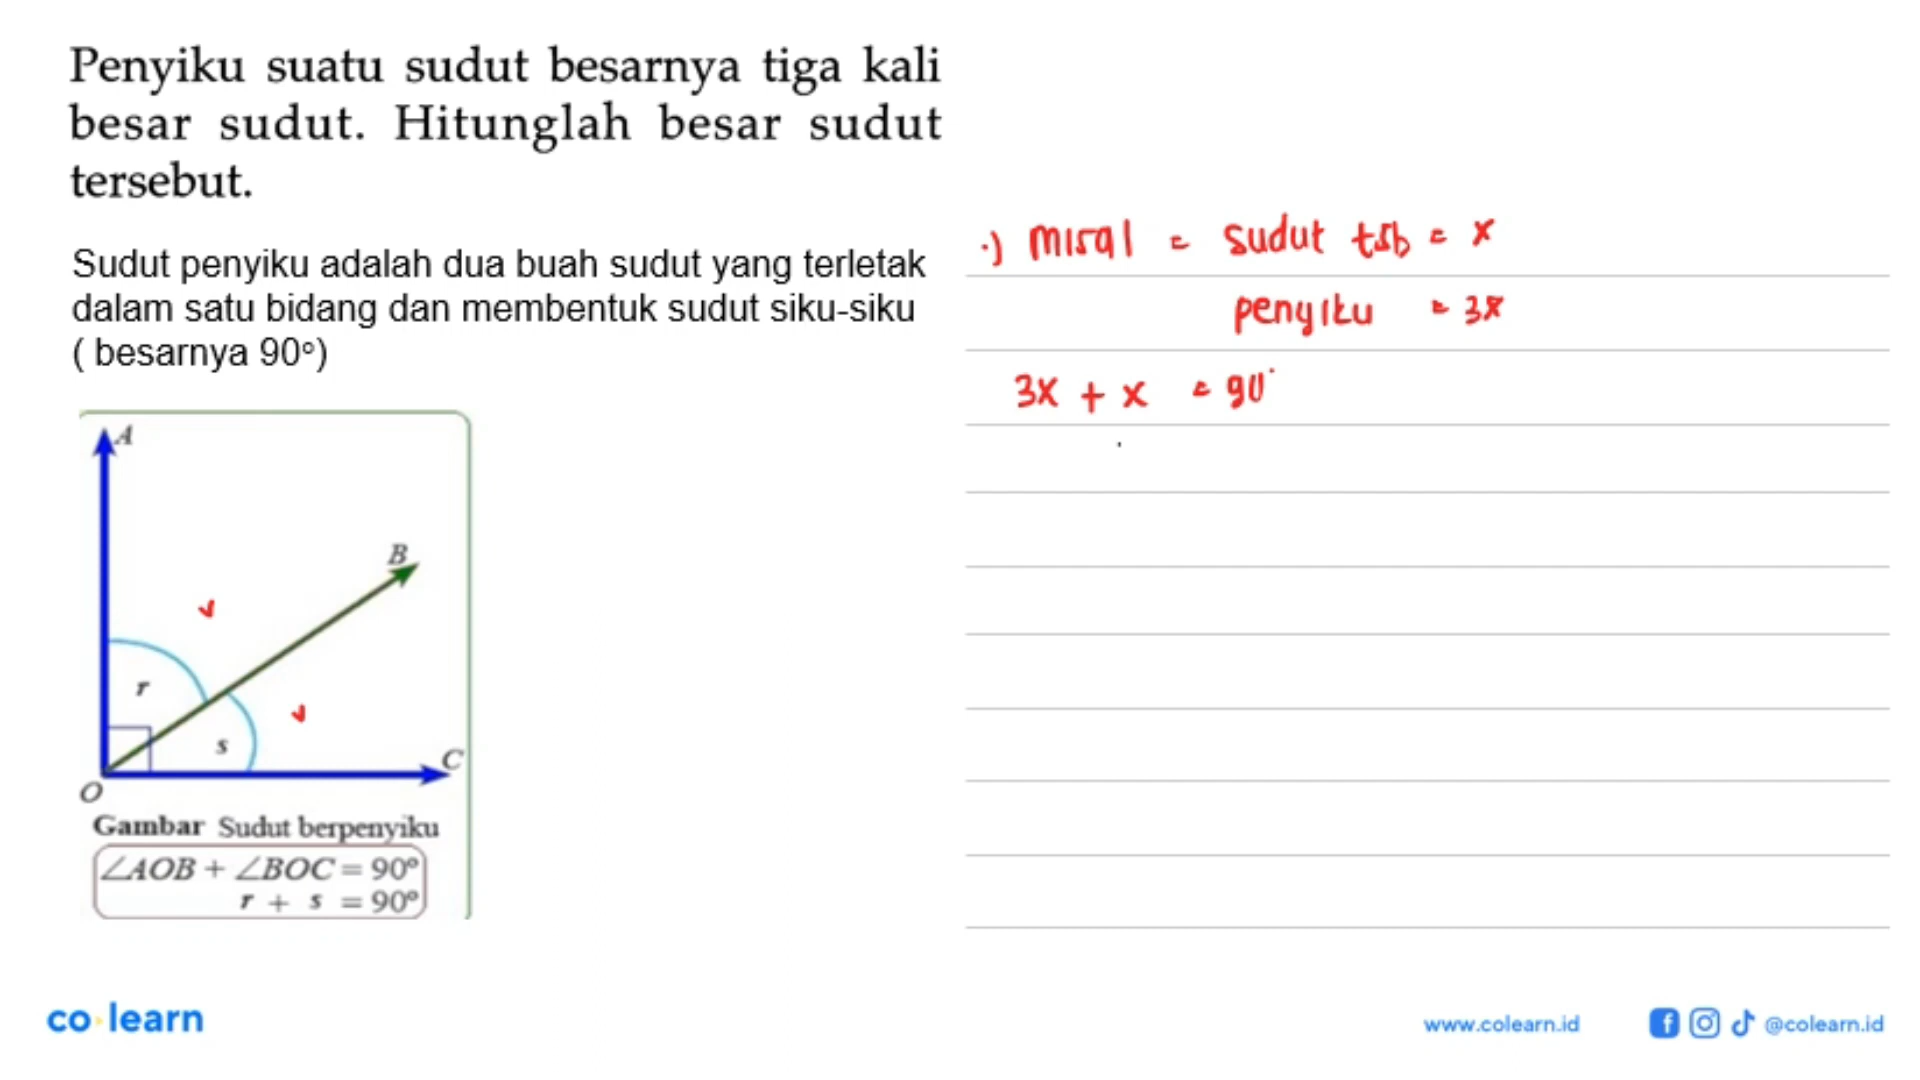 Penyiku suatu sudut besarnya tiga kali
besar sudut. Hitunglah besar sudut
tersebut.
Sudut penyiku adalah dua buah sudut yang terletak
dalam satu bidang dan membentuk sudut siku-siku
( besarnya 90°)
A
B
r
s
C
O
Gambar Sudut berpenyiku
∠AOB + ∠BOC = 90°
r + s = 90°
·) misal = sudut tsb = x
penyiku = 3x
3x + x = 90°
co learn
www.colearn.id
@colearn.id